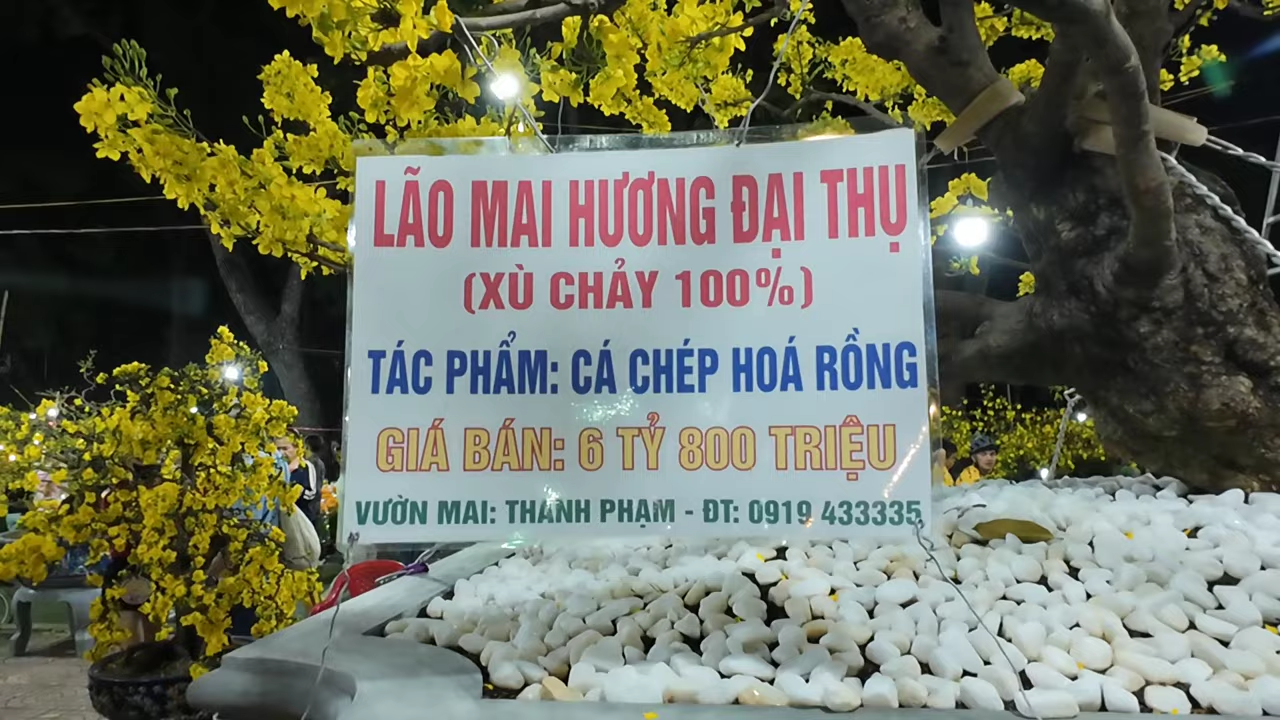 LÃO MAI HƯƠNG ĐẠI THỤ
(XÙ CHẢY 100%)
TÁC PHẨM: CÁ CHÉP HOÁ RỒNG
GIÁ BÁN: 6 TỶ 800 TRIỆU
VƯỜN MAI: THÀNH PHẠM - ĐT: 0919 433335